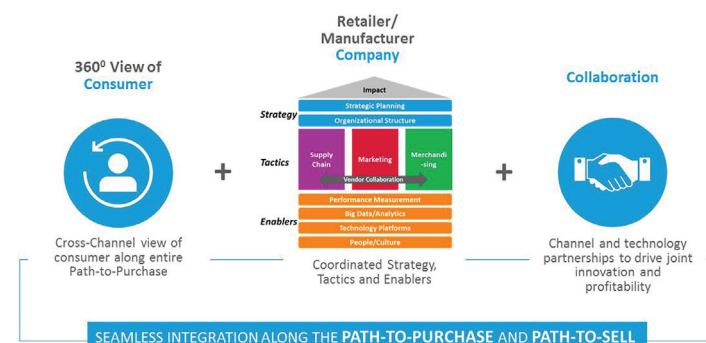 360⁰ View of
Consumer
Cross-Channel view of
consumer along entire
Path-to-Purchase
Retailer/
Manufacturer
Company
Impact
Strategy
Strategic Planning
Organizational Structure
Tactics
Supply
Chain
Marketing
Merchandi
-sing
Vendor Collaboration
Enablers
Performance Measurement
Big Data/Analytics
Technology Platforms
People/Culture
Coordinated Strategy,
Tactics and Enablers
Collaboration
Channel and technology
partnerships to drive joint
innovation and
profitability
SEAMLESS INTEGRATION ALONG THE PATH-TO-PURCHASE AND PATH-TO-SELL